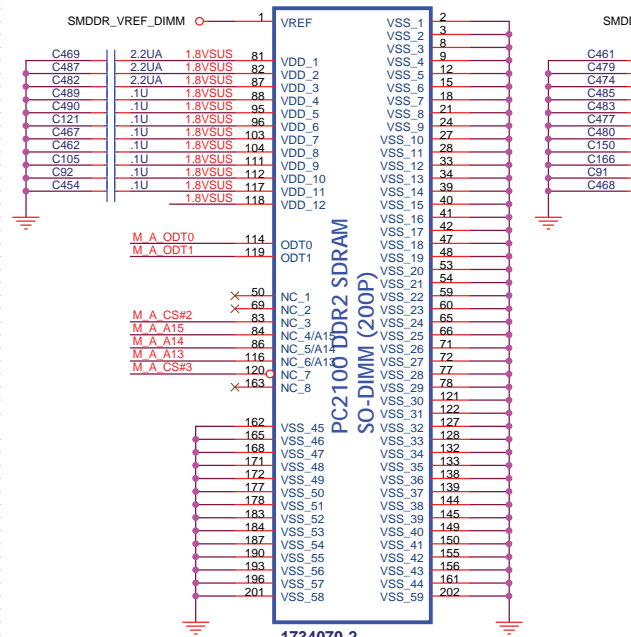 SMDDR_VREF_DIMM 1 VREF VSS_1 2 SMD
VSS_2 3
VSS_3 8
C469 2.2UA 1.8VSUS 81 VDD_1 VSS_4 9 C461
C487 2.2UA 1.8VSUS 82 VDD_2 VSS_5 12 C479
C482 2.2UA 1.8VSUS 87 VDD_3 VSS_6 15 C474
C489 .1U 1.8VSUS 88 VDD_4 VSS_7 18 C485
C490 .1U 1.8VSUS 95 VDD_5 VSS_8 21 C483
C121 .1U 1.8VSUS 96 VDD_6 VSS_9 24 C477
C467 .1U 1.8VSUS 103 VDD_7 VSS_10 27 C480
C462 .1U 1.8VSUS 104 VDD_8 VSS_11 28 C150
C105 .1U 1.8VSUS 111 VDD_9 VSS_12 33 C166
C92 .1U 1.8VSUS 112 VDD_10 VSS_13 34 C91
C454 .1U 1.8VSUS 117 VDD_11 VSS_14 39 C468
1.8VSUS 118 VDD_12 VSS_15 40
VSS_16 41
VSS_17 42
M_A_ODT0 114 ODT0 VSS_18 47
M_A_ODT1 119 ODT1 VSS_19 48
VSS_20 53
VSS_21 54
50 NC_1 VSS_22 59
69 NC_2 VSS_23 60
M_A_CS#2 83 NC_3 VSS_24 65
M_A_A15 84 NC_4/A15 VSS_25 66
M_A_A14 86 NC_5/A14 VSS_26 71
M_A_A13 116 NC_6/A13 VSS_27 72
M_A_CS#3 120 NC_7 VSS_28 77
163 NC_8 VSS_29 78
VSS_30 121
VSS_31 122
162 VSS_45 VSS_32 127
165 VSS_46 VSS_33 128
168 VSS_47 VSS_34 132
171 VSS_48 VSS_35 133
172 VSS_49 VSS_36 138
177 VSS_50 VSS_37 139
178 VSS_51 VSS_38 144
183 VSS_52 VSS_39 145
184 VSS_53 VSS_40 149
187 VSS_54 VSS_41 150
190 VSS_55 VSS_42 155
193 VSS_56 VSS_43 156
196 VSS_57 VSS_44 161
201 VSS_58 VSS_59 202
PC2100 DDR2 SDRAM
SO-DIMM (200P)
1734070-2